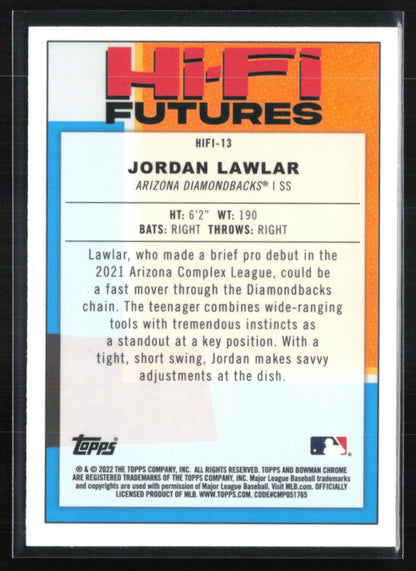 Hi-Fi
FUTURES
HIFI-13
JORDAN LAWLAR
ARIZONA DIAMONDBACKS® | SS
HT: 6'2" WT: 190
BATS: RIGHT THROWS: RIGHT
Lawlar, who made a brief pro debut in the
2021 Arizona Complex League, could be
a fast mover through the Diamondbacks
chain. The teenager combines wide-ranging
tools with tremendous instincts as
a standout at a key position. With a
tight, short swing, Jordan makes savvy
adjustments at the dish.
topps
® & © 2022 THE TOPPS COMPANY, INC. ALL RIGHTS RESERVED. TOPPS AND BOWMAN CHROME
ARE REGISTERED TRADEMARKS OF THE TOPPS COMPANY, INC. Major League Baseball trademarks
and copyrights are used with permission of Major League Baseball. Visit MLB.com. OFFICIALLY
LICENSED PRODUCT OF MLB. WWW.TOPPS.COM. CODE#CMP051765